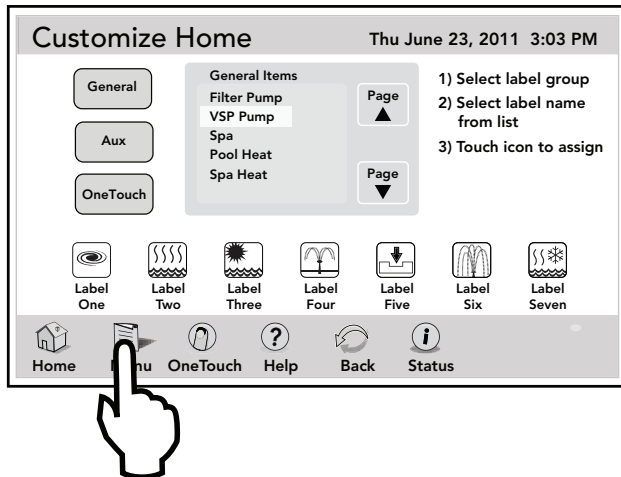 Customize Home Thu June 23, 2011 3:03 PM
General
Aux
OneTouch
General Items
Filter Pump
VSP Pump
Spa
Pool Heat
Spa Heat
Page
Page
1) Select label group
2) Select label name
from list
3) Touch icon to assign
Label One
Label Two
Label Three
Label Four
Label Five
Label Six
Label Seven
Home
OneTouch
? Help
Back
i Status